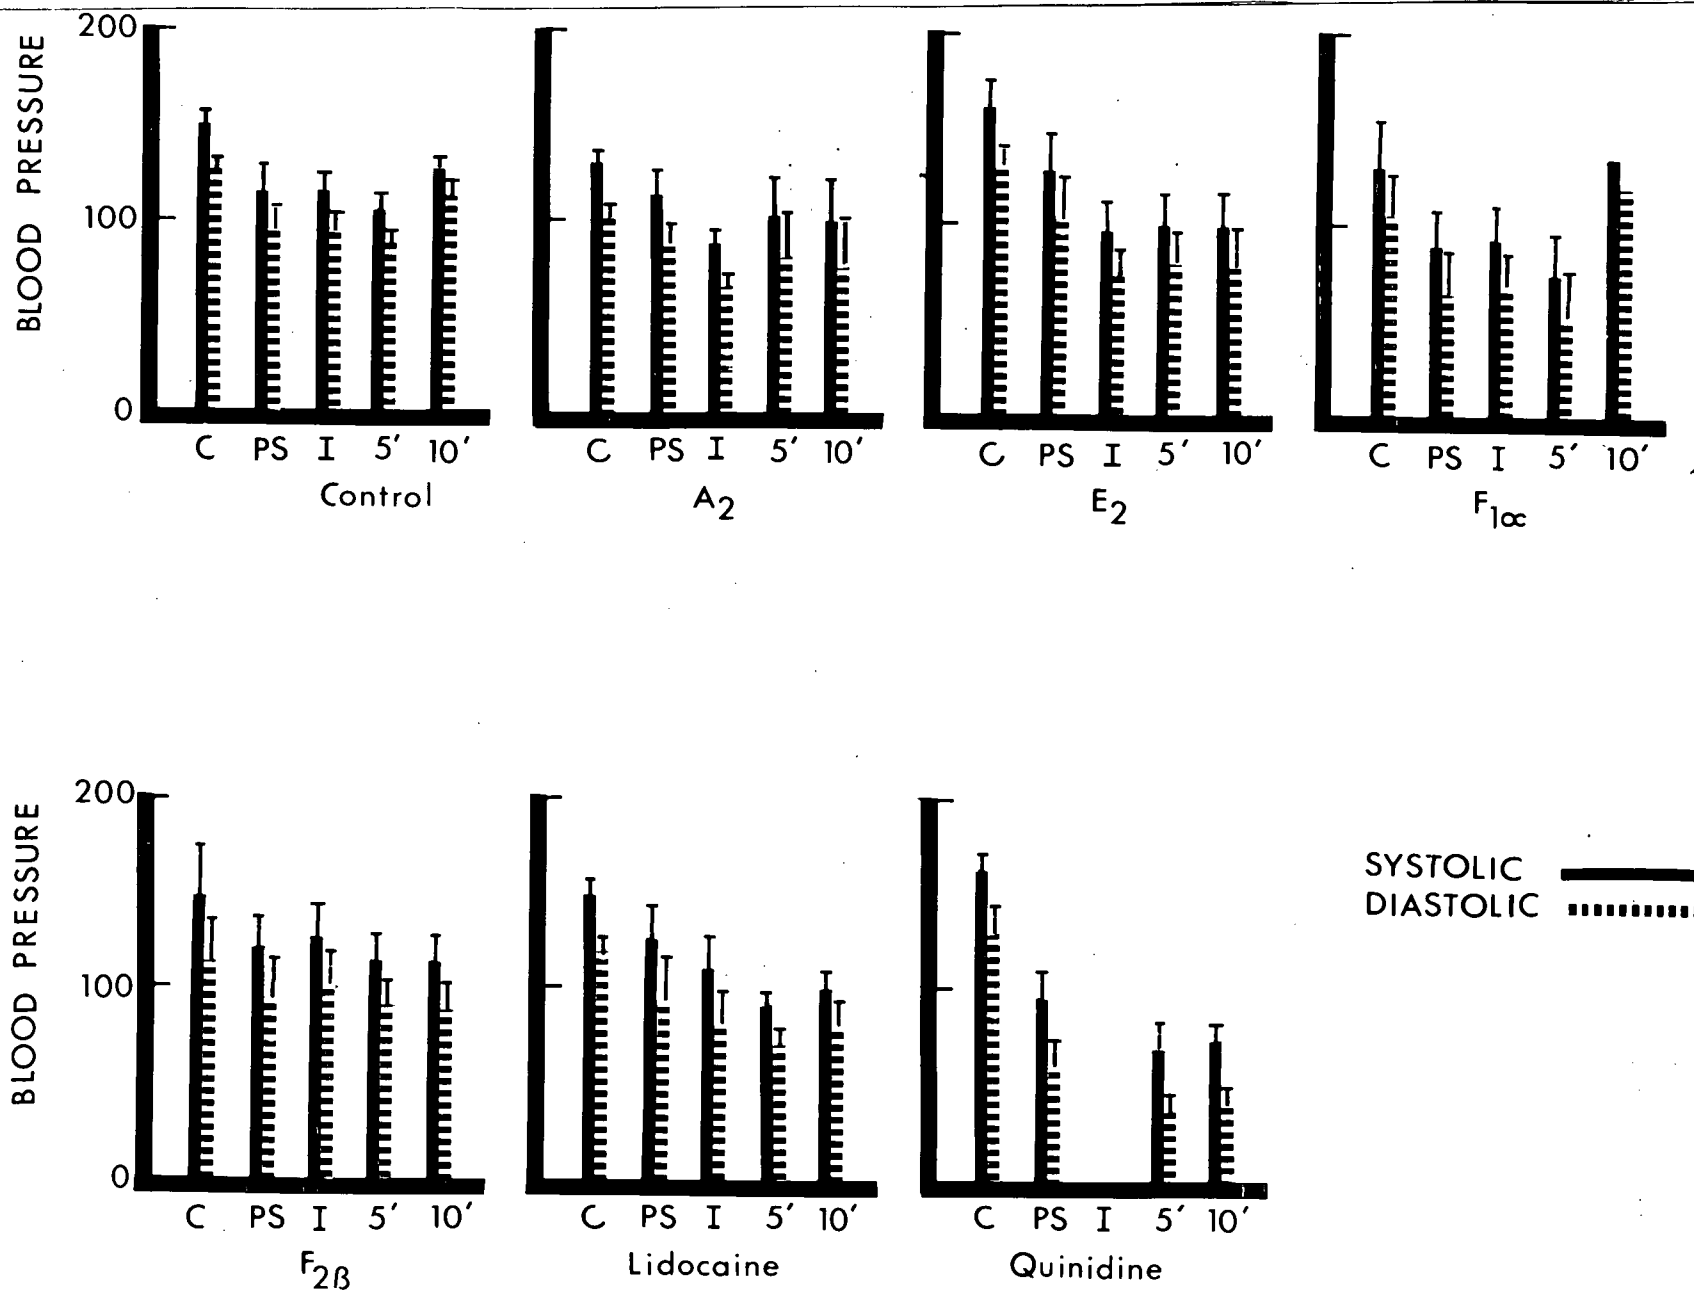 BLOOD PRESSURE
200
100
0
C PS I 5′ 10′
Control
C PS I 5′ 10′
A2
C PS I 5′ 10′
E2
C PS I 5′ 10′
F1∝
BLOOD PRESSURE
200
100
0
C PS I 5′ 10′
F2ß
C PS I 5′ 10′
Lidocaine
C PS I 5′ 10′
Quinidine
SYSTOLIC
DIASTOLIC